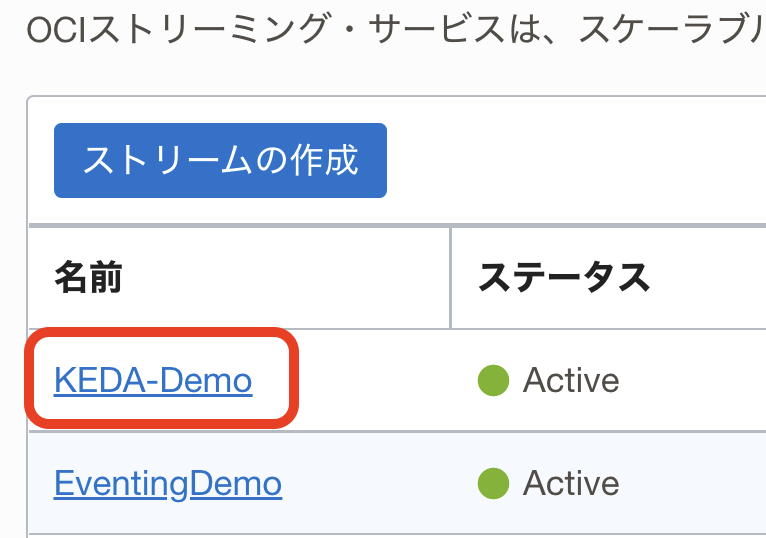 OCIストリーミング・サービスは、スケーラブル
ストリームの作成
名前 ステータス
KEDA-Demo Active
EventingDemo Active